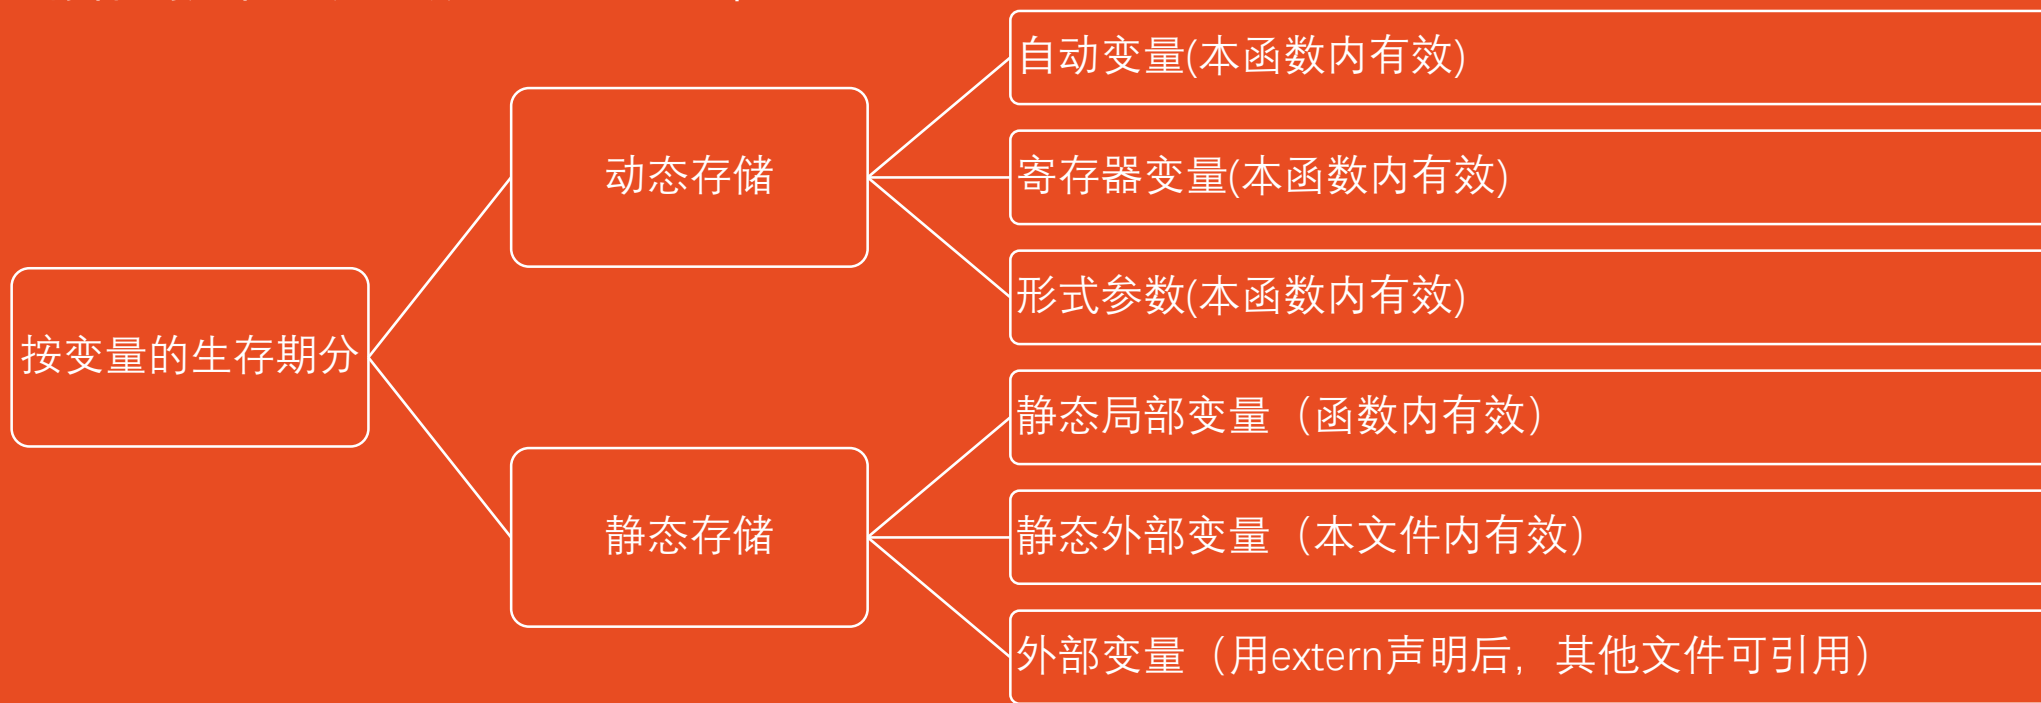 自动变量(本函数内有效)
动态存储
寄存器变量(本函数内有效)
形式参数(本函数内有效)
按变量的生存期分
静态局部变量（函数内有效）
静态存储
静态外部变量（本文件内有效）
外部变量（用extern声明后，其他文件可引用）